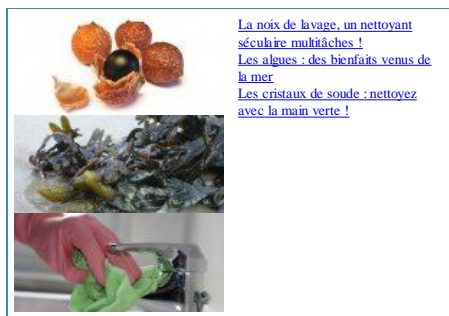 La noix de lavage, un nettoyant
séculaire multitâches !
Les algues : des bienfaits venus de
la mer
Les cristaux de soude : nettoyez
avec la main verte !